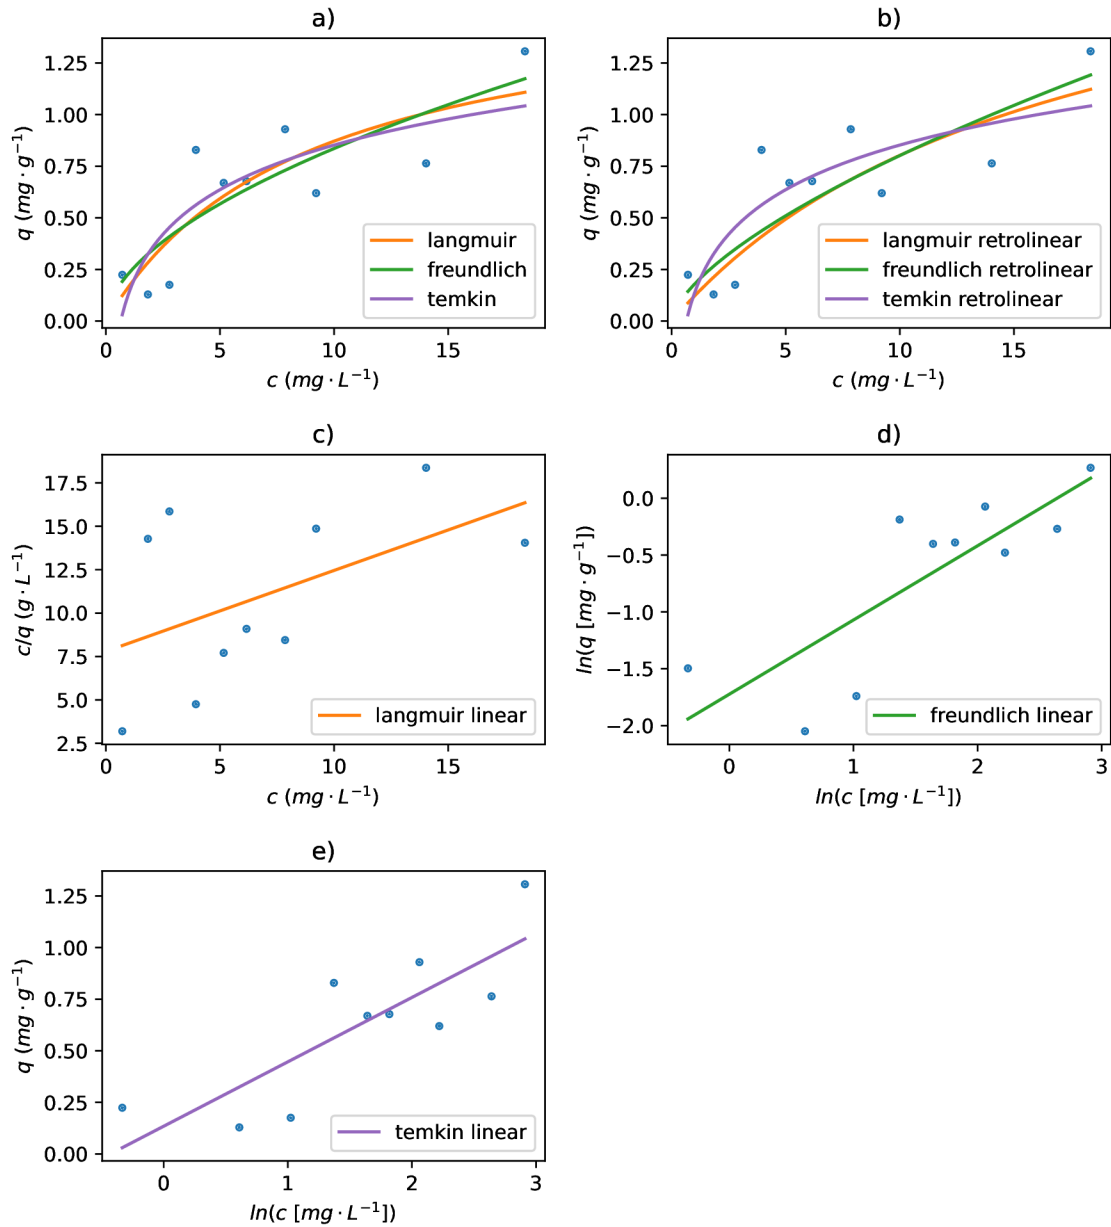 a)
q (mg · g⁻¹)
1.25
1.00
0.75
0.50
0.25
0.00
langmuir
freundlich
temkin
0 5 10 15
c (mg · L⁻¹)
b)
q (mg · g⁻¹)
1.25
1.00
0.75
0.50
0.25
0.00
langmuir retrolinear
freundlich retrolinear
temkin retrolinear
0 5 10 15
c (mg · L⁻¹)
c)
c/q (g · L⁻¹)
17.5
15.0
12.5
10.0
7.5
5.0
2.5
langmuir linear
0 5 10 15
c (mg · L⁻¹)
d)
ln(q [mg · g⁻¹])
0.0
−0.5
−1.0
−1.5
−2.0
freundlich linear
0 1 2 3
ln(c [mg · L⁻¹])
e)
q (mg · g⁻¹)
1.25
1.00
0.75
0.50
0.25
0.00
temkin linear
0 1 2 3
ln(c [mg · L⁻¹])